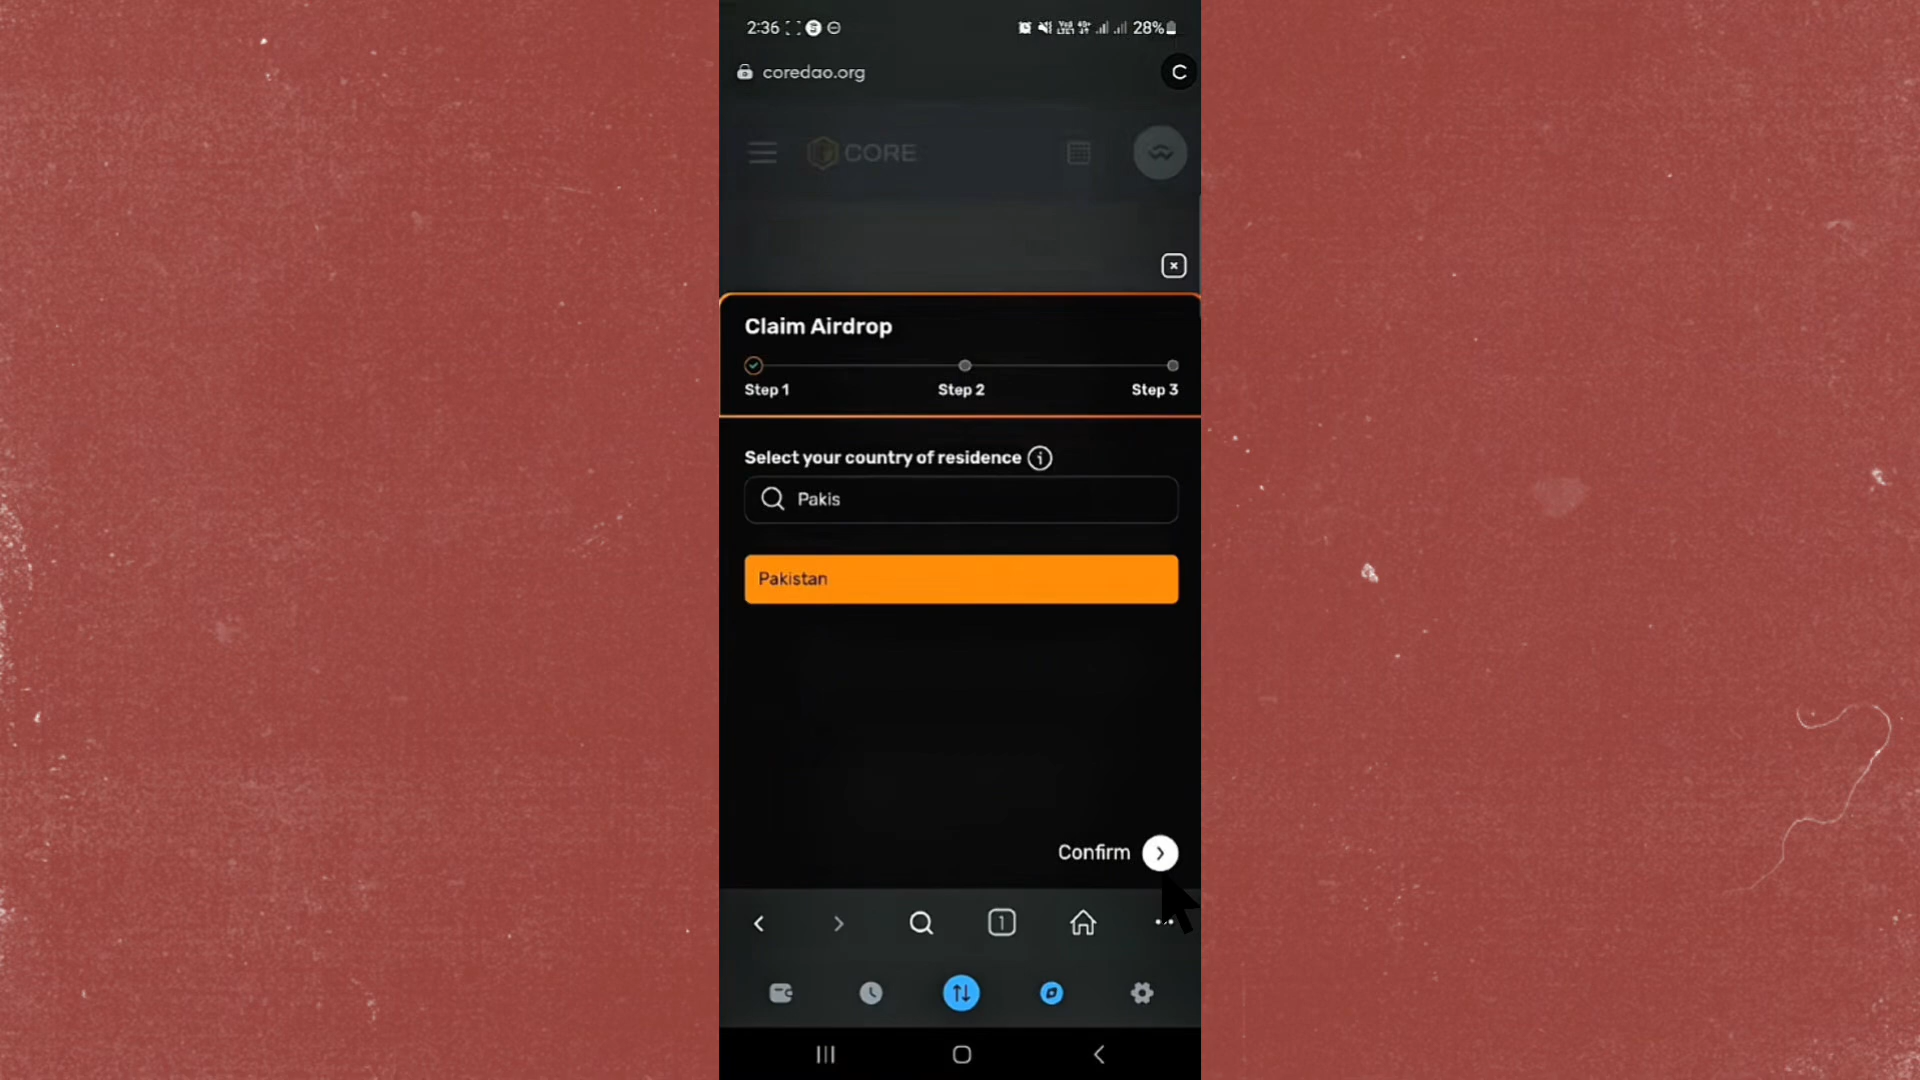 2:36
28%
coredao.org
C
CORE
Claim Airdrop
Step 1
Step 2
Step 3
Select your country of residence
Pakis
Pakistan
Confirm
1